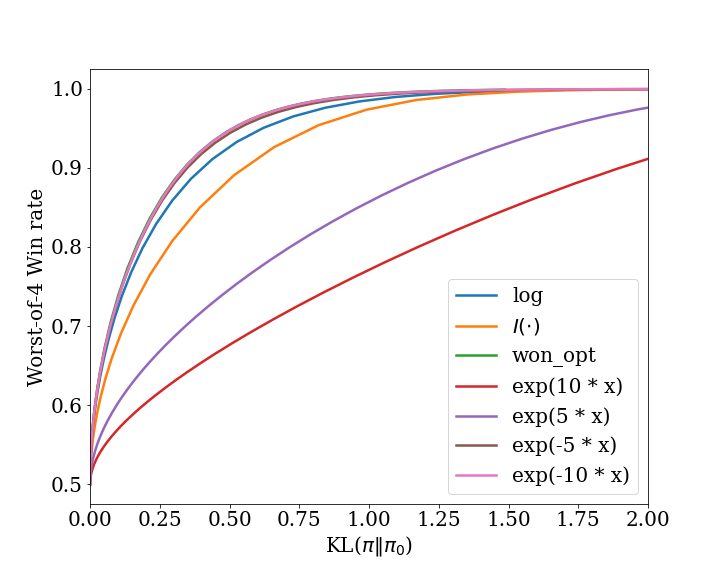 1.0
0.9
0.8
0.7
0.6
0.5
Worst-of-4 Win rate
0.00 0.25 0.50 0.75 1.00 1.25 1.50 1.75 2.00
KL(π∥π₀)
log
I(·)
won_opt
exp(10 * x)
exp(5 * x)
exp(-5 * x)
exp(-10 * x)